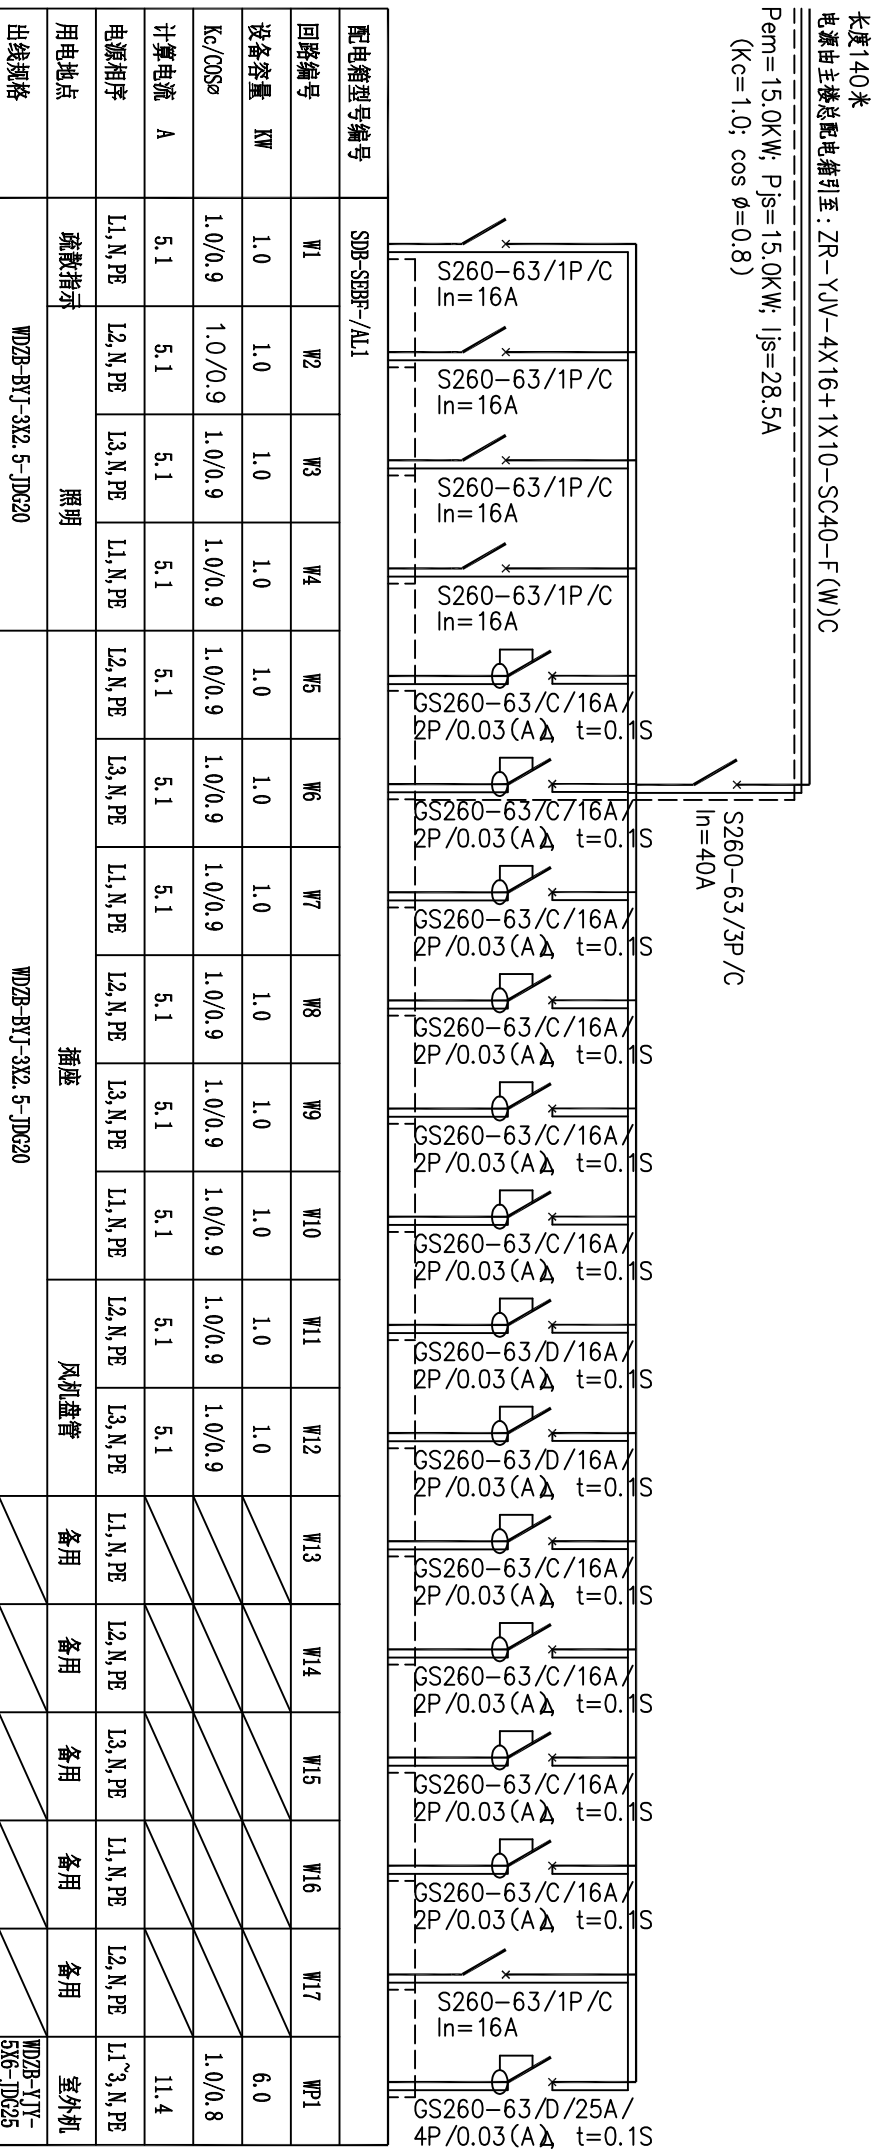 长度140米
电源由主楼总配电箱引至: ZR-YJV-4X16+1X10-SC40-F(W)C
Pem=15.0KW; Pjs=15.0KW; Ijs=28.5A
(Kc=1.0; cos ø=0.8)
S260-63/3P/C
In=40A
S260-63/1P/C
In=16A
S260-63/1P/C
In=16A
S260-63/1P/C
In=16A
S260-63/1P/C
In=16A
GS260-63/C/16A/
2P/0.03(A), t=0.1S
GS260-63/C/16A/
2P/0.03(A), t=0.1S
GS260-63/C/16A/
2P/0.03(A), t=0.1S
GS260-63/C/16A/
2P/0.03(A), t=0.1S
GS260-63/C/16A/
2P/0.03(A), t=0.1S
GS260-63/C/16A/
2P/0.03(A), t=0.1S
GS260-63/D/16A/
2P/0.03(A), t=0.1S
GS260-63/D/16A/
2P/0.03(A), t=0.1S
GS260-63/C/16A/
2P/0.03(A), t=0.1S
GS260-63/C/16A/
2P/0.03(A), t=0.1S
GS260-63/C/16A/
2P/0.03(A), t=0.1S
GS260-63/C/16A/
2P/0.03(A), t=0.1S
S260-63/1P/C
In=16A
GS260-63/D/25A/
4P/0.03(A), t=0.1S
配电箱型号编号 SDB-SEBF-/AL1
回路编号 W1 W2 W3 W4 W5 W6 W7 W8 W9 W10 W11 W12 W13 W14 W15 W16 W17 WP1
设备容量 KW 1.0 1.0 1.0 1.0 1.0 1.0 1.0 1.0 1.0 1.0 1.0 1.0 6.0
Kc/COSø 1.0/0.9 1.0/0.9 1.0/0.9 1.0/0.9 1.0/0.9 1.0/0.9 1.0/0.9 1.0/0.9 1.0/0.9 1.0/0.9 1.0/0.9 1.0/0.9 1.0/0.8
计算电流 A 5.1 5.1 5.1 5.1 5.1 5.1 5.1 5.1 5.1 5.1 5.1 5.1 11.4
电源相序 L1,N,PE L2,N,PE L3,N,PE L1,N,PE L2,N,PE L3,N,PE L1,N,PE L2,N,PE L3,N,PE L1,N,PE L2,N,PE L3,N,PE L1,N,PE L2,N,PE L3,N,PE L1,N,PE L2,N,PE L1~3,N,PE
用电地点 疏散指示 照明 插座 风机盘管 备用 备用 备用 备用 备用 室外机
出线规格 WDZB-BYJ-3X2.5-JDG20 WDZB-BYJ-3X2.5-JDG20 WDZB-YJY-
5X6-JDG25